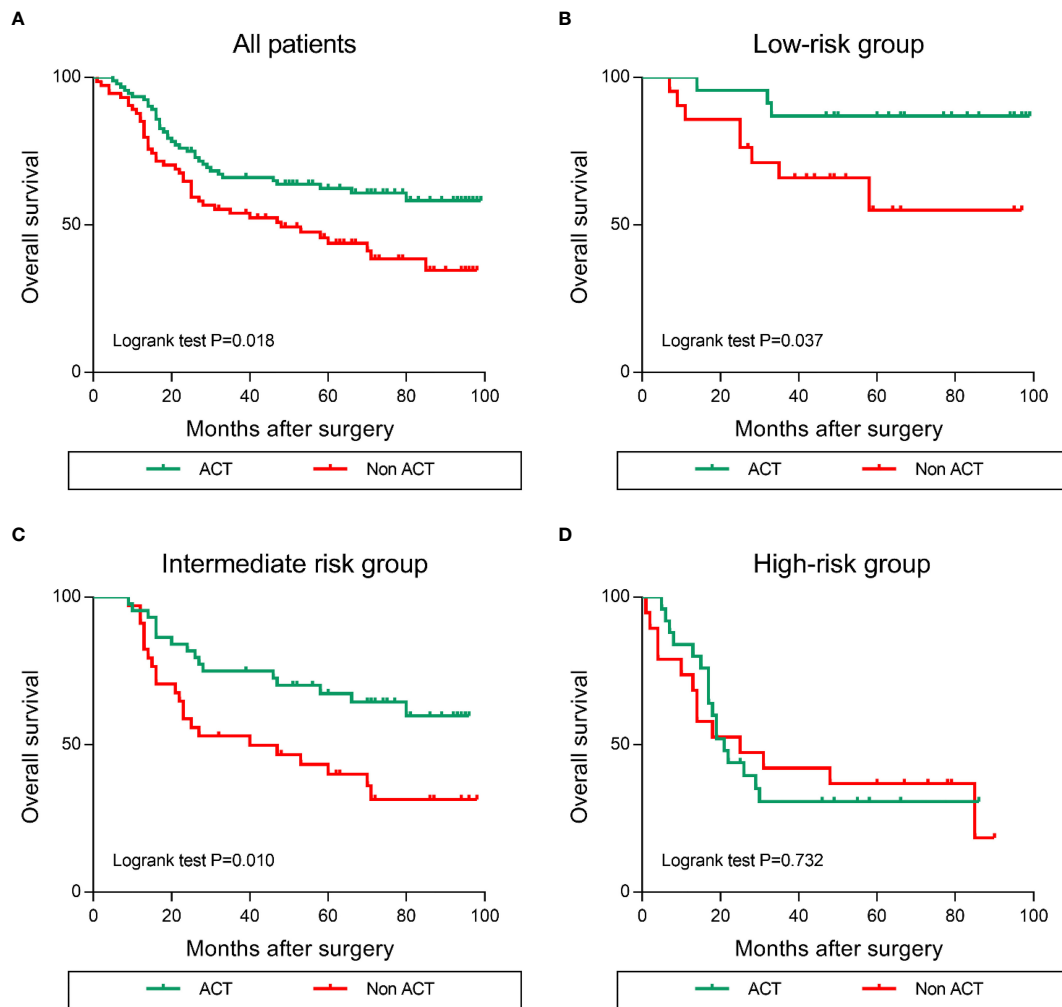 A
All patients
100
50
0
Overall survival
Logrank test P=0.018
0 20 40 60 80 100
Months after surgery
ACT Non ACT
B
Low-risk group
100
50
0
Overall survival
Logrank test P=0.037
0 20 40 60 80 100
Months after surgery
ACT Non ACT
C
Intermediate risk group
100
50
0
Overall survival
Logrank test P=0.010
0 20 40 60 80 100
Months after surgery
ACT Non ACT
D
High-risk group
100
50
0
Overall survival
Logrank test P=0.732
0 20 40 60 80 100
Months after surgery
ACT Non ACT